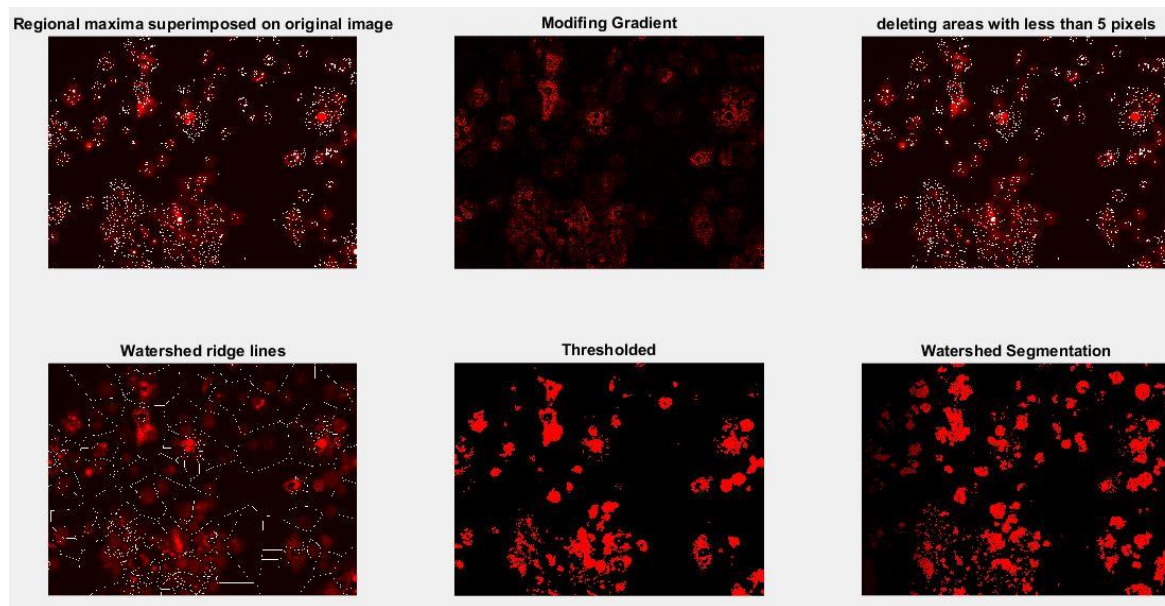 Regional maxima superimposed on original image
Modifing Gradient
deleting areas with less than 5 pixels
Watershed ridge lines
Thresholded
Watershed Segmentation